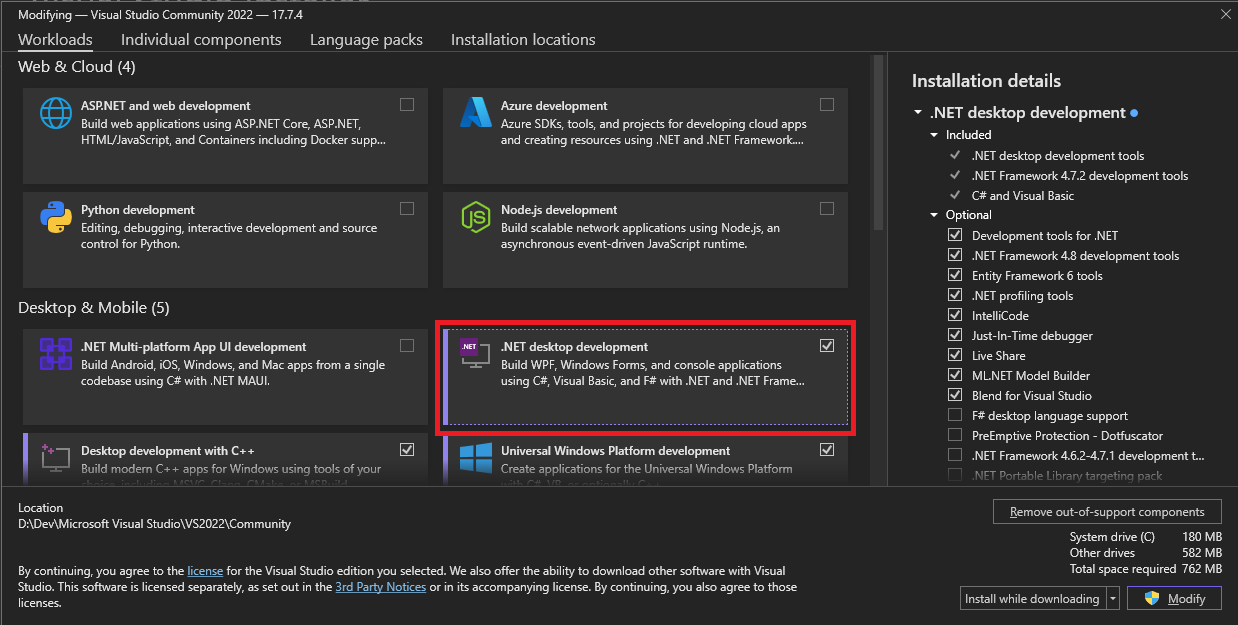 Modifying — Visual Studio Community 2022 — 17.7.4
Workloads
Individual components
Language packs
Installation locations
Web & Cloud (4)
ASP.NET and web development
Build web applications using ASP.NET Core, ASP.NET,
HTML/JavaScript, and Containers including Docker supp...
Azure development
Azure SDKs, tools, and projects for developing cloud apps
and creating resources using .NET and .NET Framework....
Python development
Editing, debugging, interactive development and source
control for Python.
Node.js development
Build scalable network applications using Node.js, an
asynchronous event-driven JavaScript runtime.
Desktop & Mobile (5)
.NET Multi-platform App UI development
Build Android, iOS, Windows, and Mac apps from a single
codebase using C# with .NET MAUI.
.NET
.NET desktop development
Build WPF, Windows Forms, and console applications
using C#, Visual Basic, and F# with .NET and .NET Frame...
Desktop development with C++
Build modern C++ apps for Windows using tools of your
choice, including MSVC, Clang, CMake, or MSBuild.
Universal Windows Platform development
Create applications for the Universal Windows Platform
with C#, VB, or optionally C++.
Installation details
.NET desktop development
Included
.NET desktop development tools
.NET Framework 4.7.2 development tools
C# and Visual Basic
Optional
Development tools for .NET
.NET Framework 4.8 development tools
Entity Framework 6 tools
.NET profiling tools
IntelliCode
Just-In-Time debugger
Live Share
ML.NET Model Builder
Blend for Visual Studio
F# desktop language support
PreEmptive Protection - Dotfuscator
.NET Framework 4.6.2-4.7.1 development t...
.NET Portable Library targeting pack
Location
D:\Dev\Microsoft Visual Studio\VS2022\Community
By continuing, you agree to the license for the Visual Studio edition you selected. We also offer the ability to download other software with Visual
Studio. This software is licensed separately, as set out in the 3rd Party Notices or in its accompanying license. By continuing, you also agree to those
licenses.
Remove out-of-support components
System drive (C) 180 MB
Other drives 582 MB
Total space required 762 MB
Install while downloading
Modify